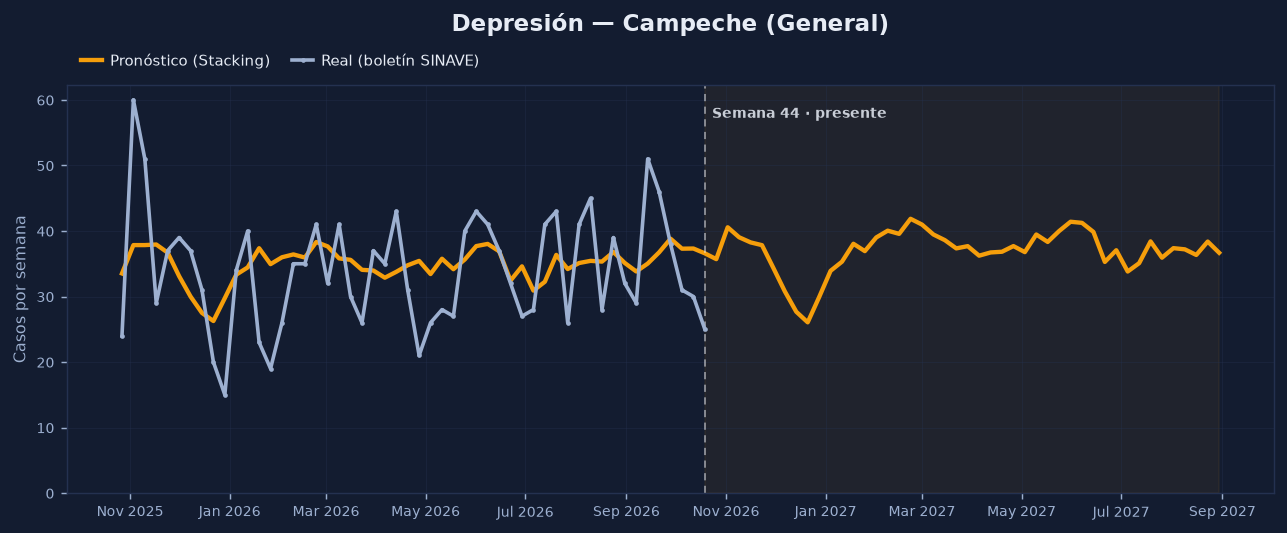 Depresión — Campeche (General)
Pronóstico (Stacking)
Real (boletín SINAVE)
Semana 44 · presente
Casos por semana
60
50
40
30
20
10
0
Nov 2025
Jan 2026
Mar 2026
May 2026
Jul 2026
Sep 2026
Nov 2026
Jan 2027
Mar 2027
May 2027
Jul 2027
Sep 2027